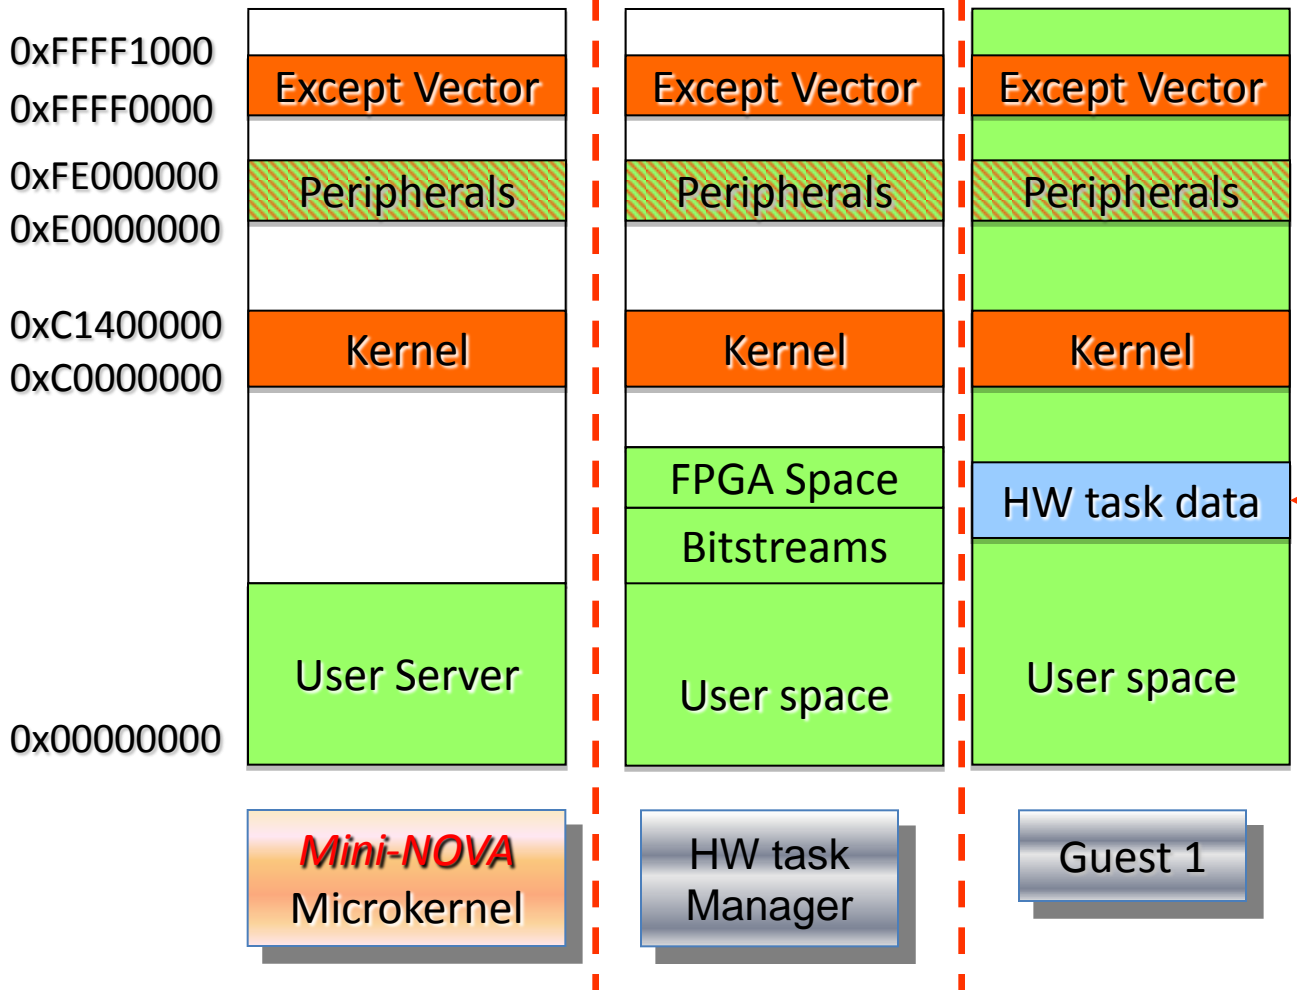 0xFFFF1000
0xFFFF0000
0xFE000000
0xE0000000
0xC1400000
0xC0000000
0x00000000
Except Vector
Peripherals
Kernel
User Server
Mini-NOVA
Microkernel
Except Vector
Peripherals
Kernel
FPGA Space
Bitstreams
User space
HW task
Manager
Except Vector
Peripherals
Kernel
HW task data
User space
Guest 1